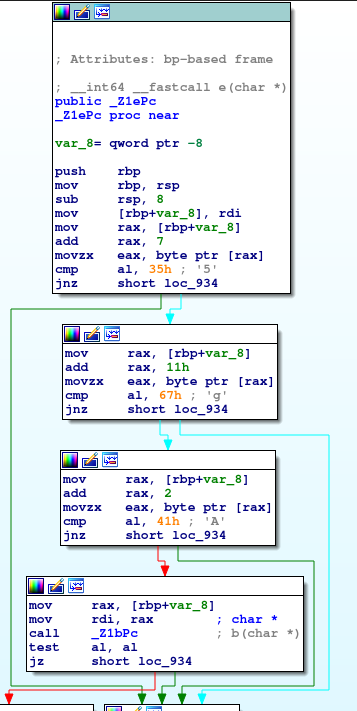 ; Attributes: bp-based frame
; __int64 __fastcall e(char *)
public _Z1ePc
_Z1ePc proc near
var_8= qword ptr -8
push rbp
mov rbp, rsp
sub rsp, 8
mov [rbp+var_8], rdi
mov rax, [rbp+var_8]
add rax, 7
movzx eax, byte ptr [rax]
cmp al, 35h ; '5'
jnz short loc_934
mov rax, [rbp+var_8]
add rax, 11h
movzx eax, byte ptr [rax]
cmp al, 67h ; 'g'
jnz short loc_934
mov rax, [rbp+var_8]
add rax, 2
movzx eax, byte ptr [rax]
cmp al, 41h ; 'A'
jnz short loc_934
mov rax, [rbp+var_8]
mov rdi, rax ; char *
call _Z1bPc ; b(char *)
test al, al
jz short loc_934